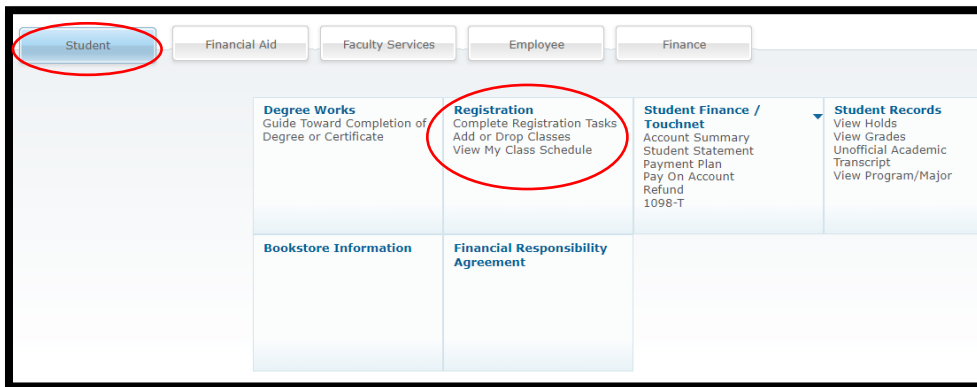 Student
Financial Aid
Faculty Services
Employee
Finance
Degree Works
Guide Toward Completion of
Degree or Certificate
Registration
Complete Registration Tasks
Add or Drop Classes
View My Class Schedule
Student Finance /
Touchnet
Account Summary
Student Statement
Payment Plan
Pay On Account
Refund
1098-T
Student Records
View Holds
View Grades
Unofficial Academic
Transcript
View Program/Major
Bookstore Information
Financial Responsibility
Agreement